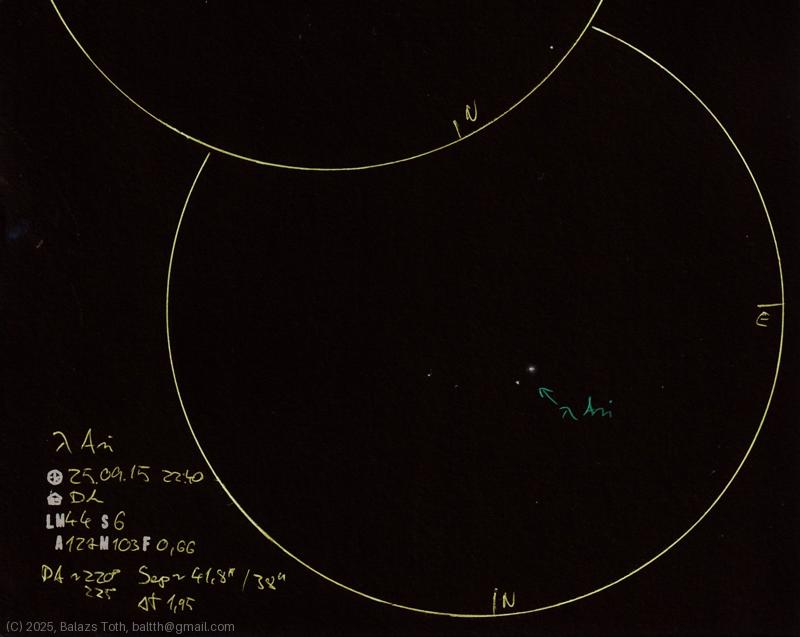 N
E
λ Ari
λ Ari
25.09.15 22:40
DL
LM 4.4 S 6
A 127 M 103 F 0,66
PA ~ 220° Sep ~ 41,8" / 38"
225
Δf 1,95
N
(C) 2025, Balazs Toth, baltth@gmail.com